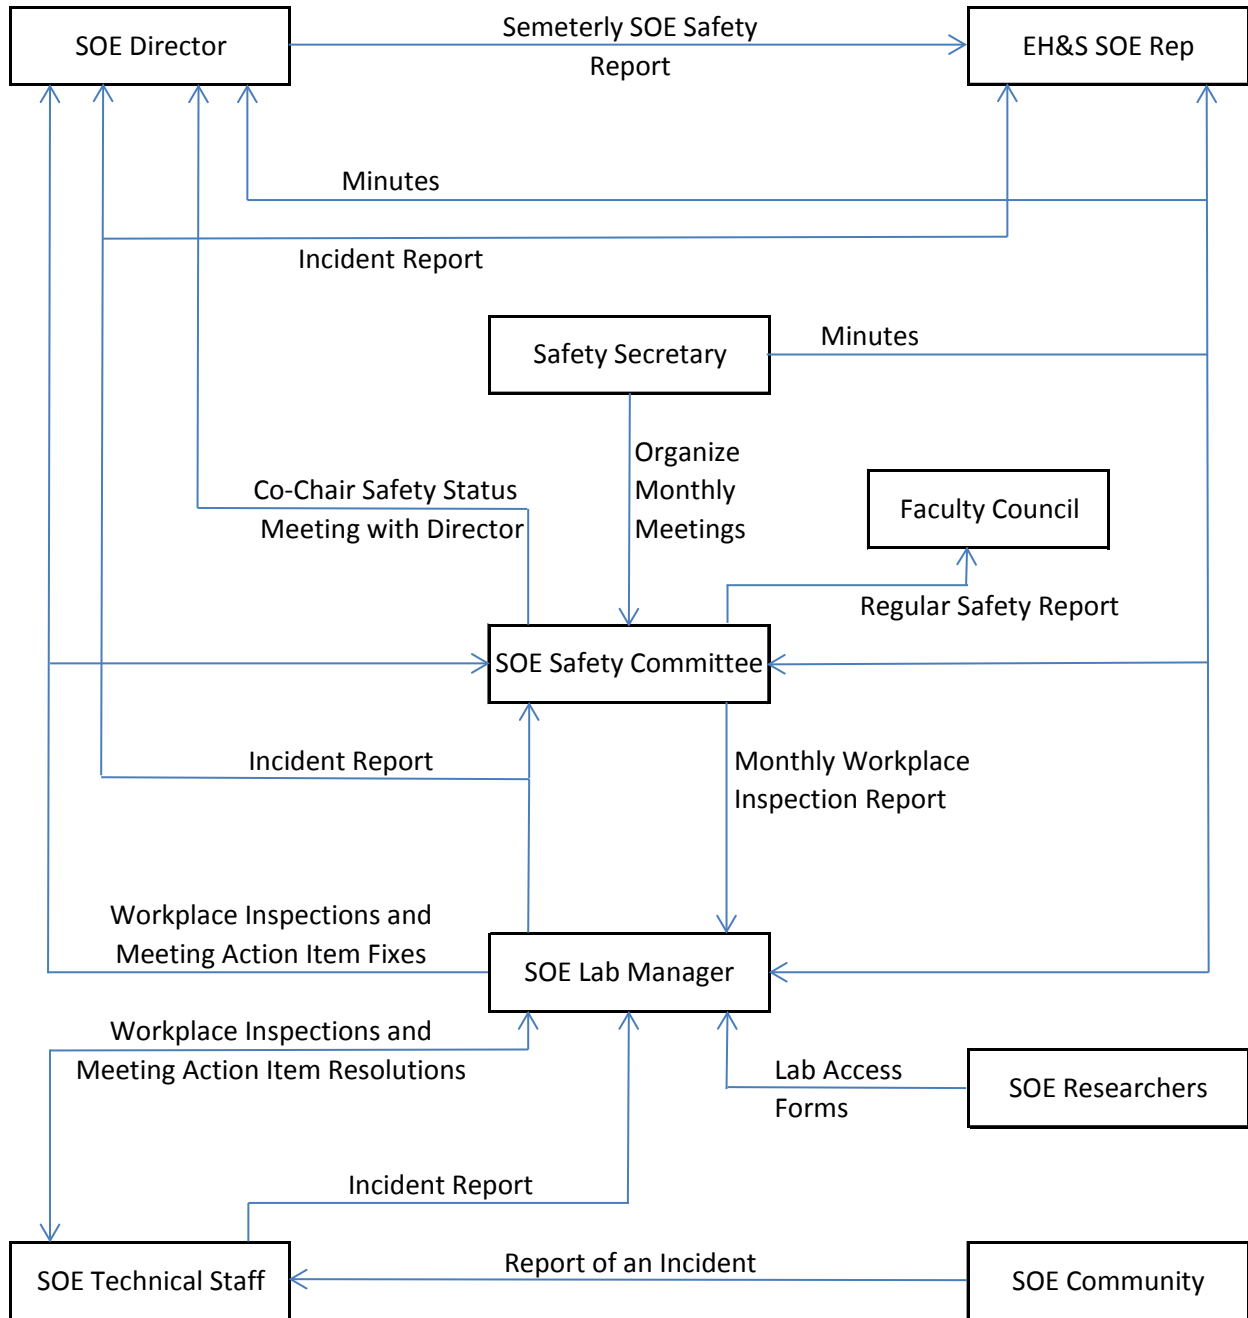 SOE Director
Semeterly SOE Safety
Report
EH&S SOE Rep
Minutes
Incident Report
Safety Secretary
Minutes
Organize
Monthly
Meetings
Co-Chair Safety Status
Meeting with Director
Faculty Council
Regular Safety Report
SOE Safety Committee
Incident Report
Monthly Workplace
Inspection Report
Workplace Inspections and
Meeting Action Item Fixes
SOE Lab Manager
Workplace Inspections and
Meeting Action Item Resolutions
Lab Access
Forms
SOE Researchers
Incident Report
SOE Technical Staff
Report of an Incident
SOE Community